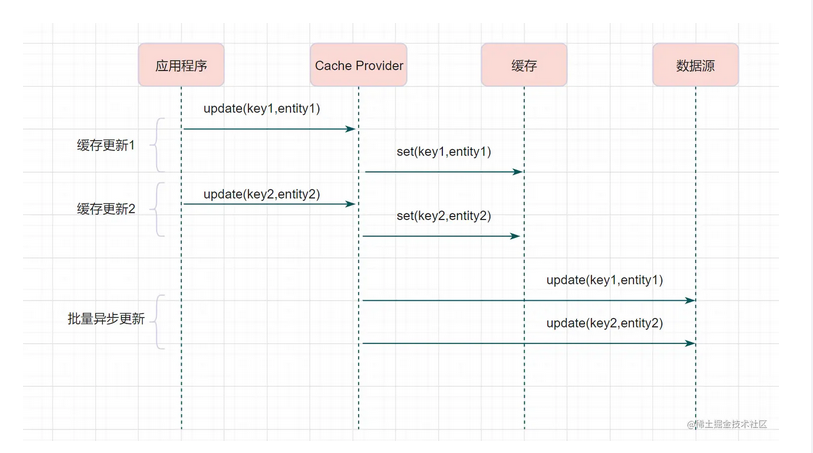 应用程序
Cache Provider
缓存
数据源
update(key1,entity1)
缓存更新1
set(key1,entity1)
update(key2,entity2)
缓存更新2
set(key2,entity2)
update(key1,entity1)
批量异步更新
update(key2,entity2)
@稀土掘金技术社区